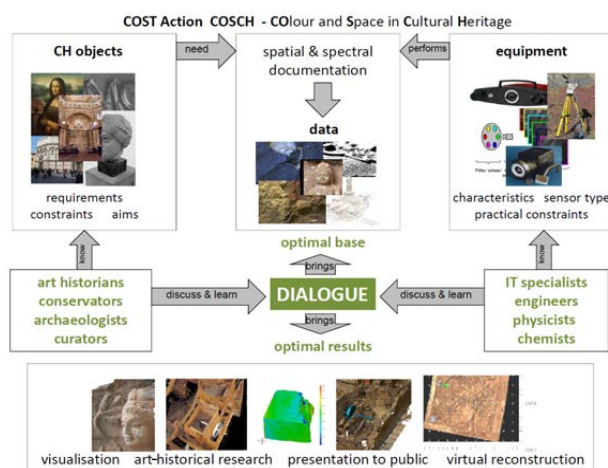 COST Action COSCH - COlour and Space in Cultural Heritage
CH objects
need
spatial & spectral
documentation
data
performs
equipment
requirements
constraints aims
characteristics sensor type
practical constraints
know
optimal base
know
brings
art historians
conservators
archaeologists
curators
discuss & learn
DIALOGUE
discuss & learn
IT specialists
engineers
physicists
chemists
brings
optimal results
visualisation art-historical research presentation to public virtual reconstruction